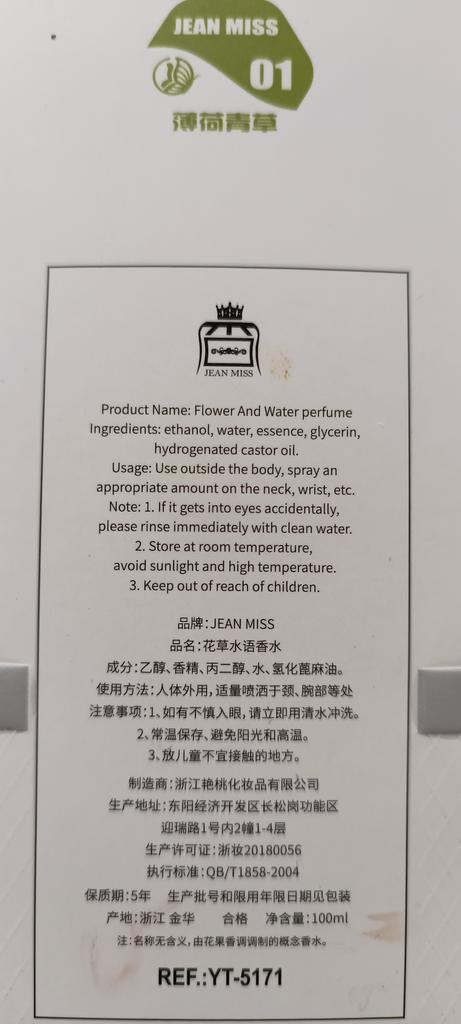 JEAN MISS
01
薄荷青草
JEAN MISS
Product Name: Flower And Water perfume
Ingredients: ethanol, water, essence, glycerin,
hydrogenated castor oil.
Usage: Use outside the body, spray an
appropriate amount on the neck, wrist, etc.
Note: 1. If it gets into eyes accidentally,
please rinse immediately with clean water.
2. Store at room temperature,
avoid sunlight and high temperature.
3. Keep out of reach of children.
品牌:JEAN MISS
品名:花草水语香水
成分:乙醇、香精、丙二醇、水、氢化蓖麻油。
使用方法:人体外用,适量喷洒于颈、腕部等处
注意事项:1、如有不慎入眼,请立即用清水冲洗。
2、常温保存、避免阳光和高温。
3、放儿童不宜接触的地方。
制造商:浙江艳桃化妆品有限公司
生产地址:东阳经济开发区长松岗功能区
迎瑞路1号内2幢1-4层
生产许可证:浙妆20180056
执行标准:QB/T1858-2004
保质期:5年 生产批号和限用年限日期见包装
产地:浙江 金华 合格 净含量:100ml
注:名称无含义,由花果香调调制的概念香水。
REF.:YT-5171